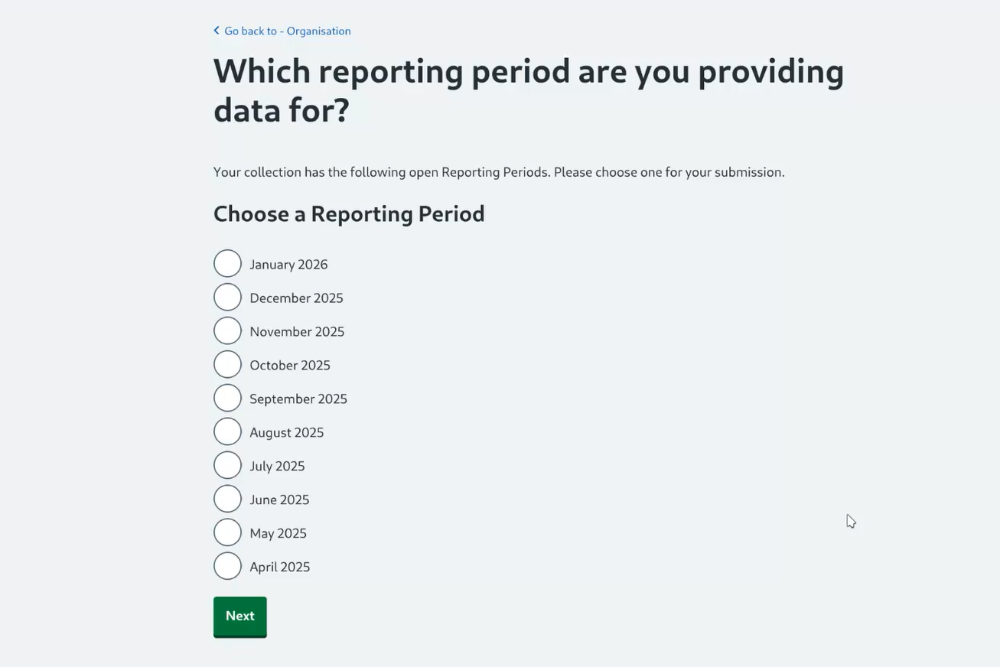 Go back to - Organisation
Which reporting period are you providing
data for?
Your collection has the following open Reporting Periods. Please choose one for your submission.
Choose a Reporting Period
January 2026
December 2025
November 2025
October 2025
September 2025
August 2025
July 2025
June 2025
May 2025
April 2025
Next